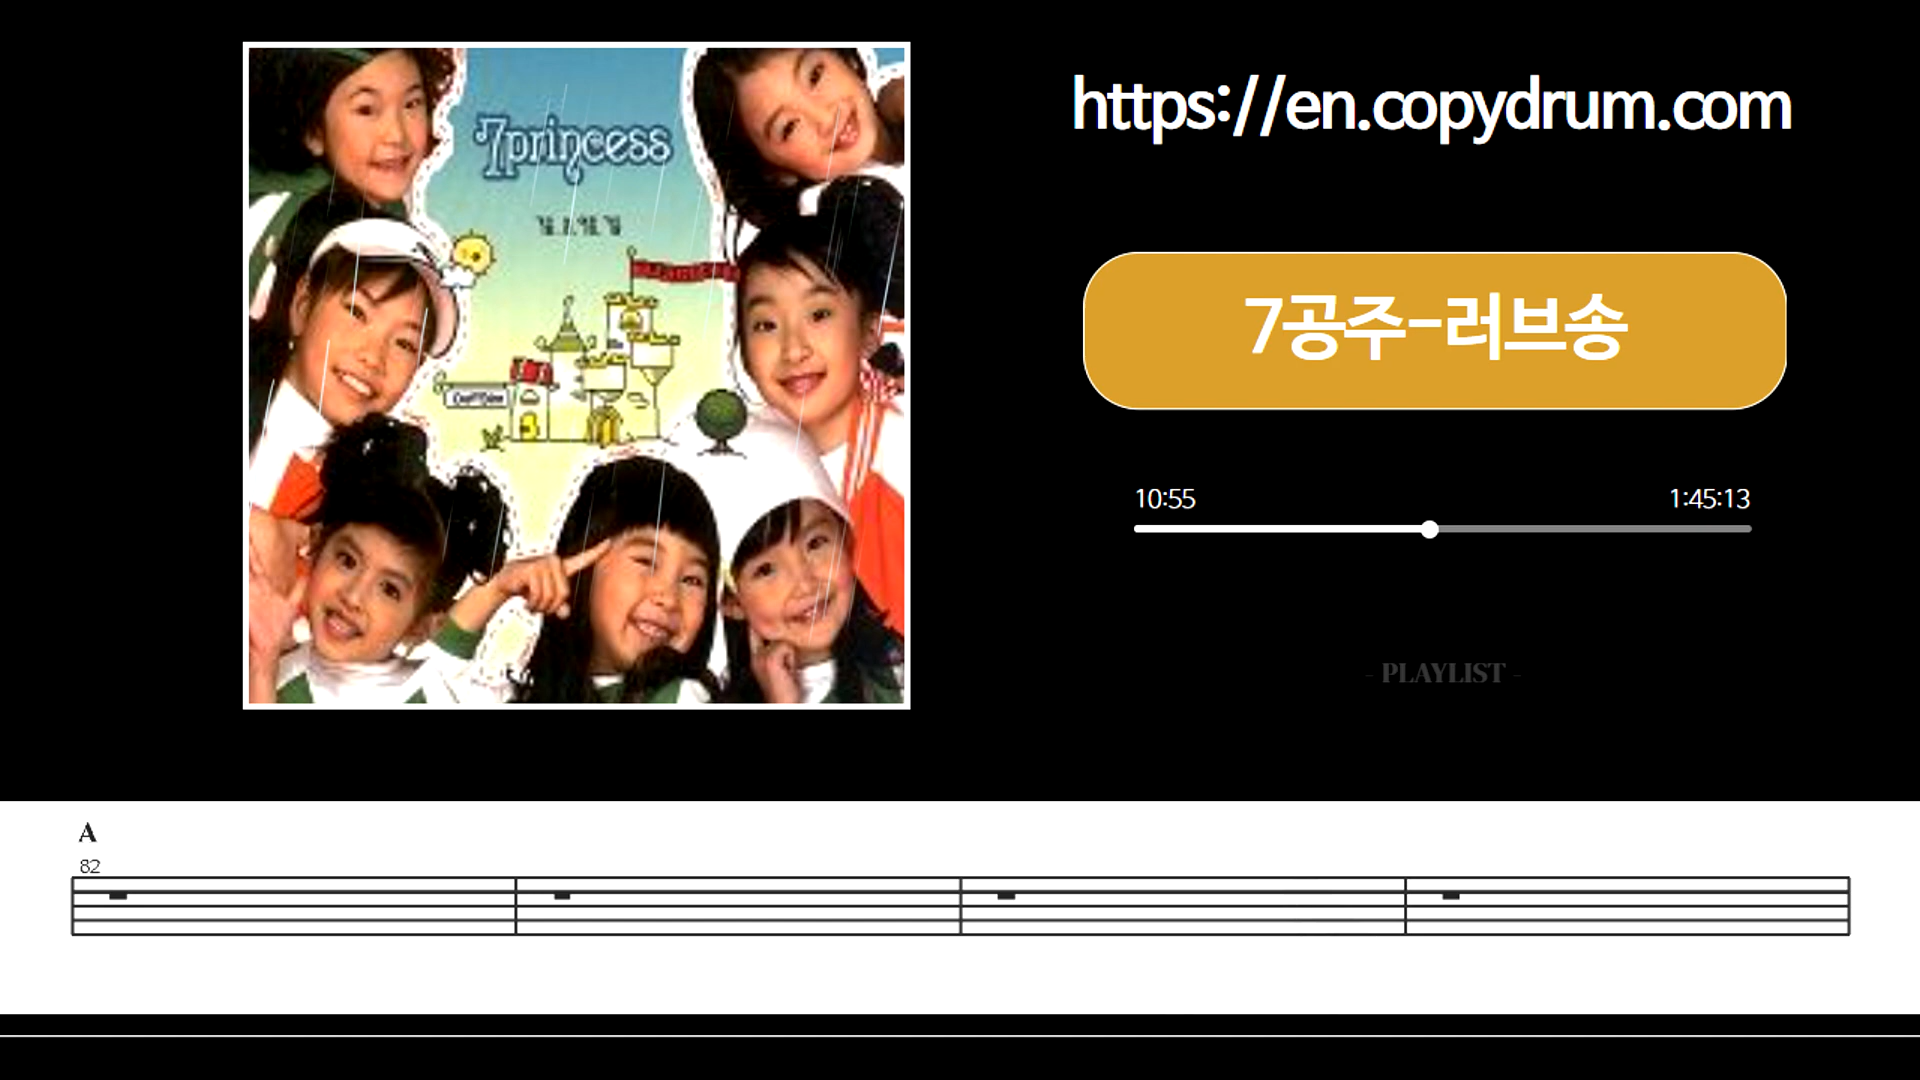 7princess
https://en.copydrum.com
7공주-러브송
10:55
1:45:13
- PLAYLIST -
A
82